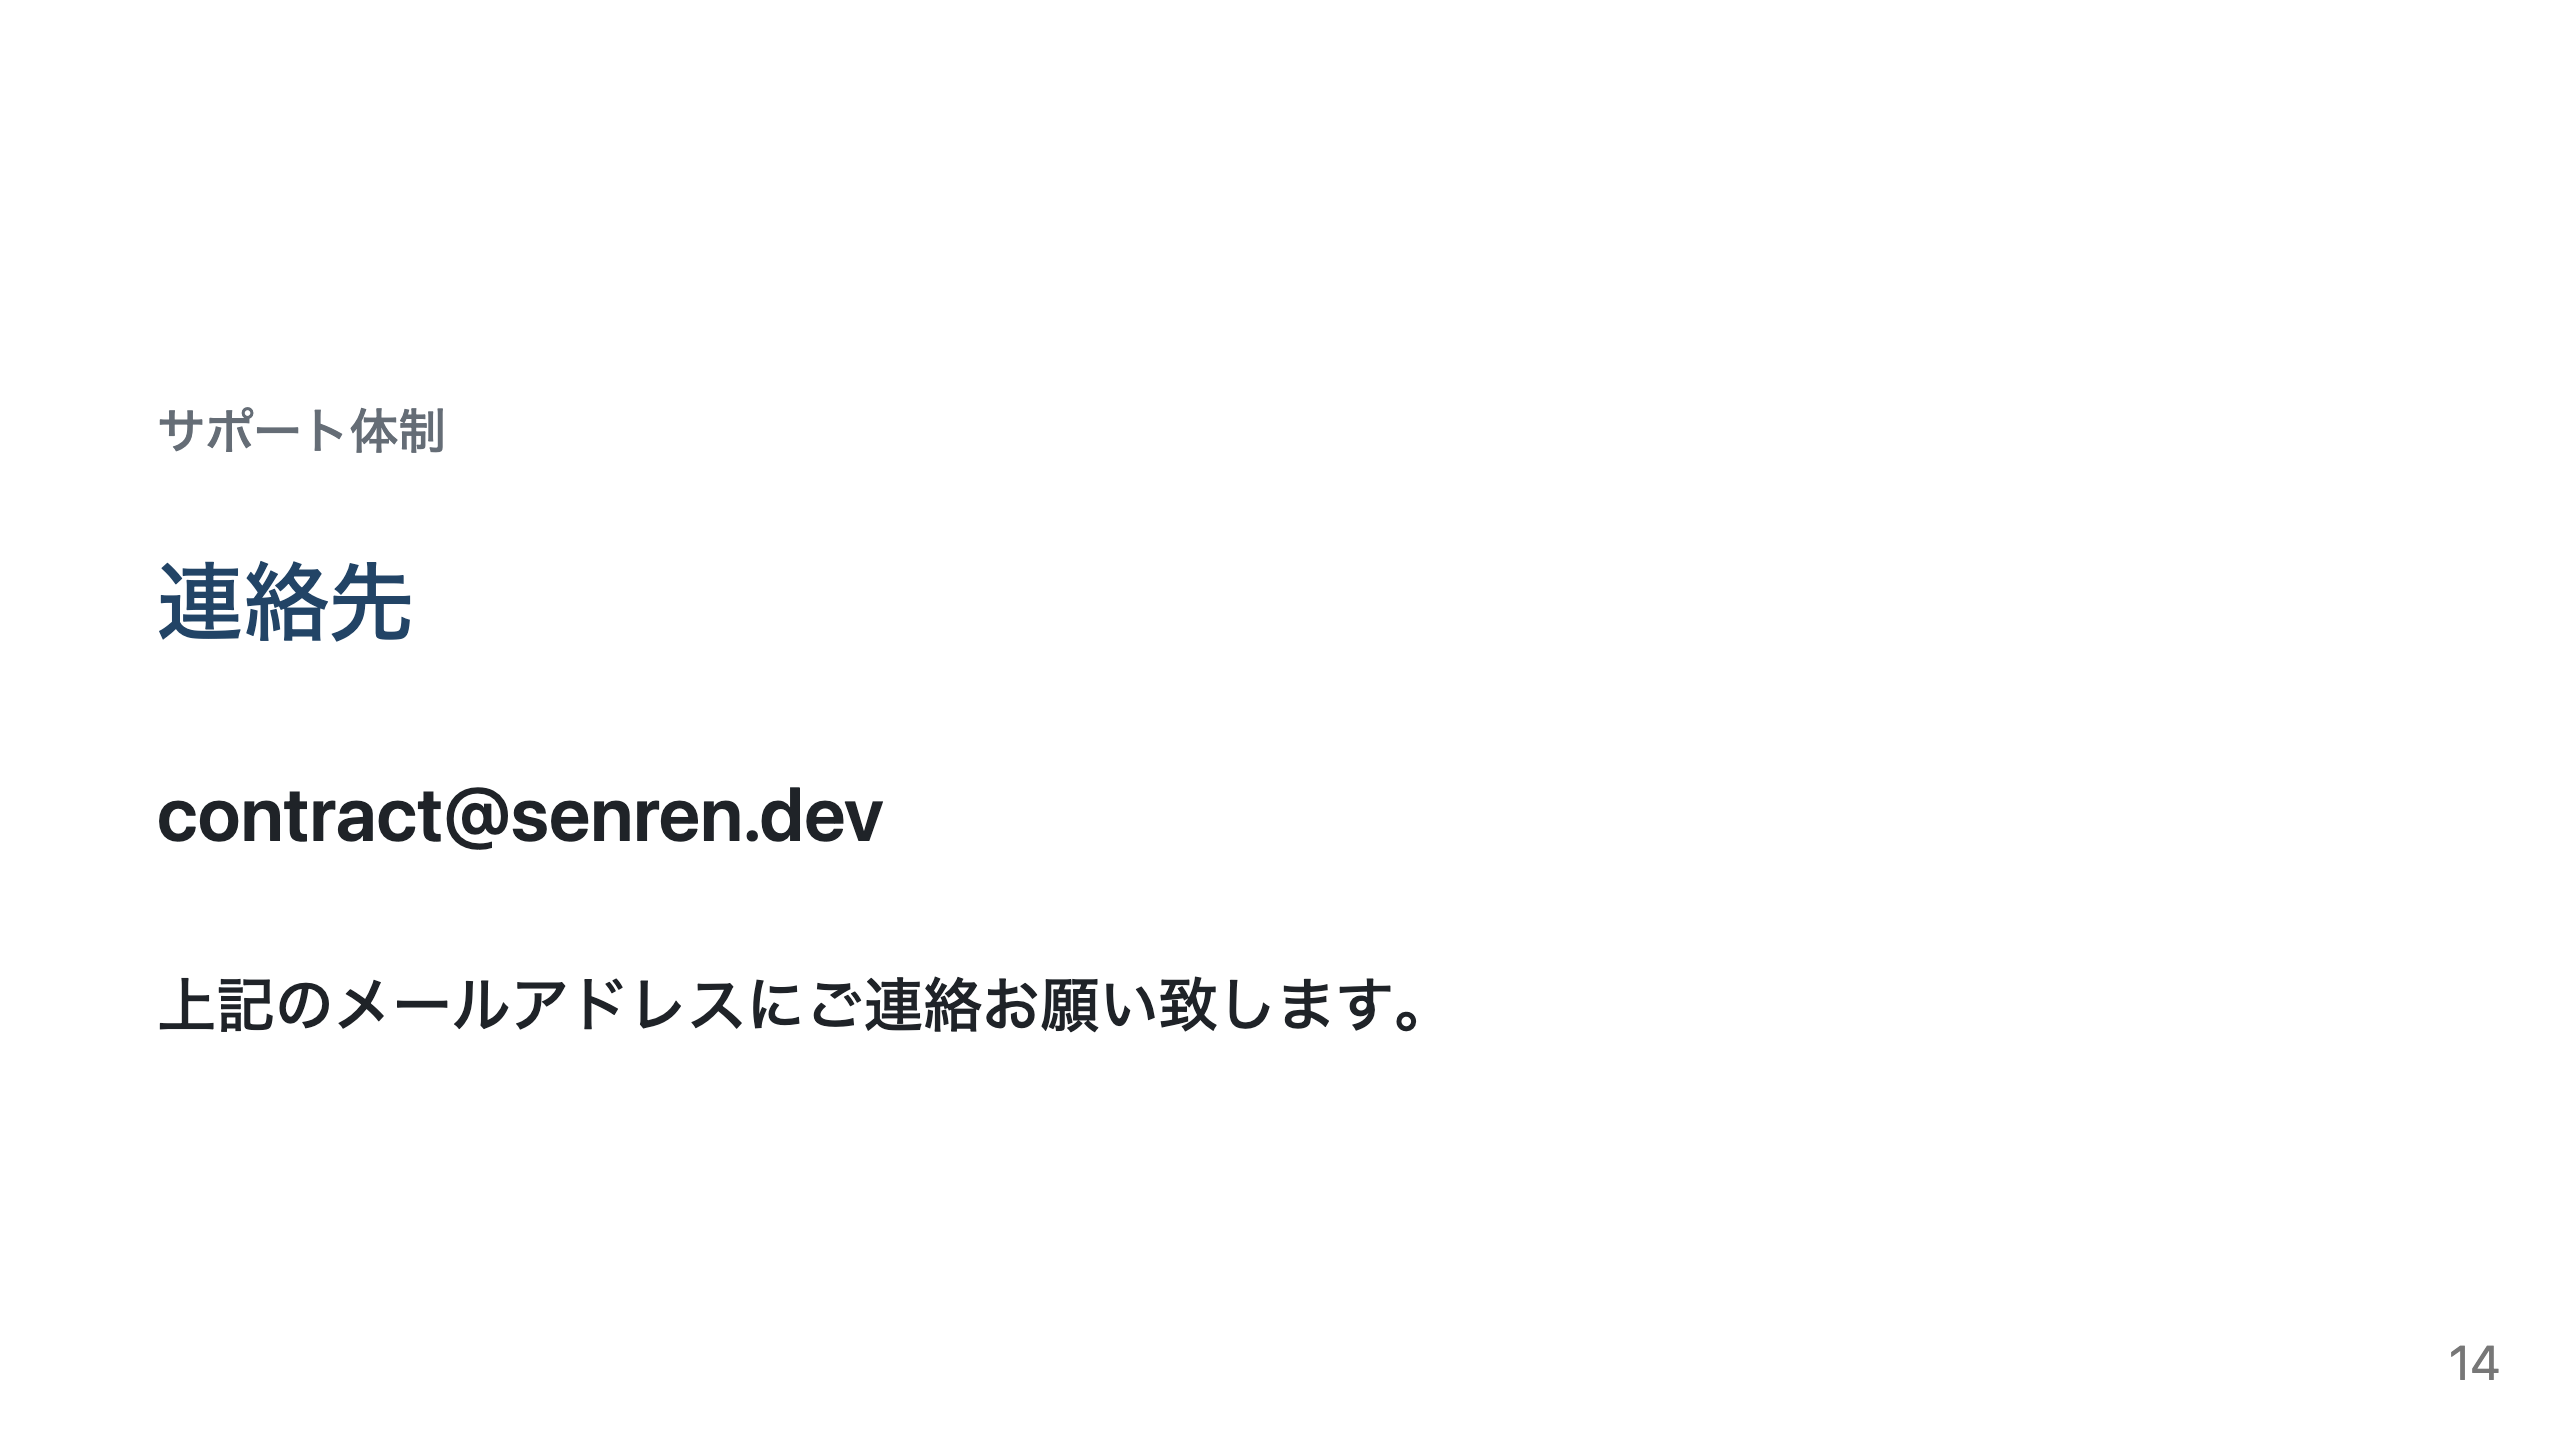 サポート体制
連絡先
contract@senren.dev
上記のメールアドレスにご連絡お願い致します。
14